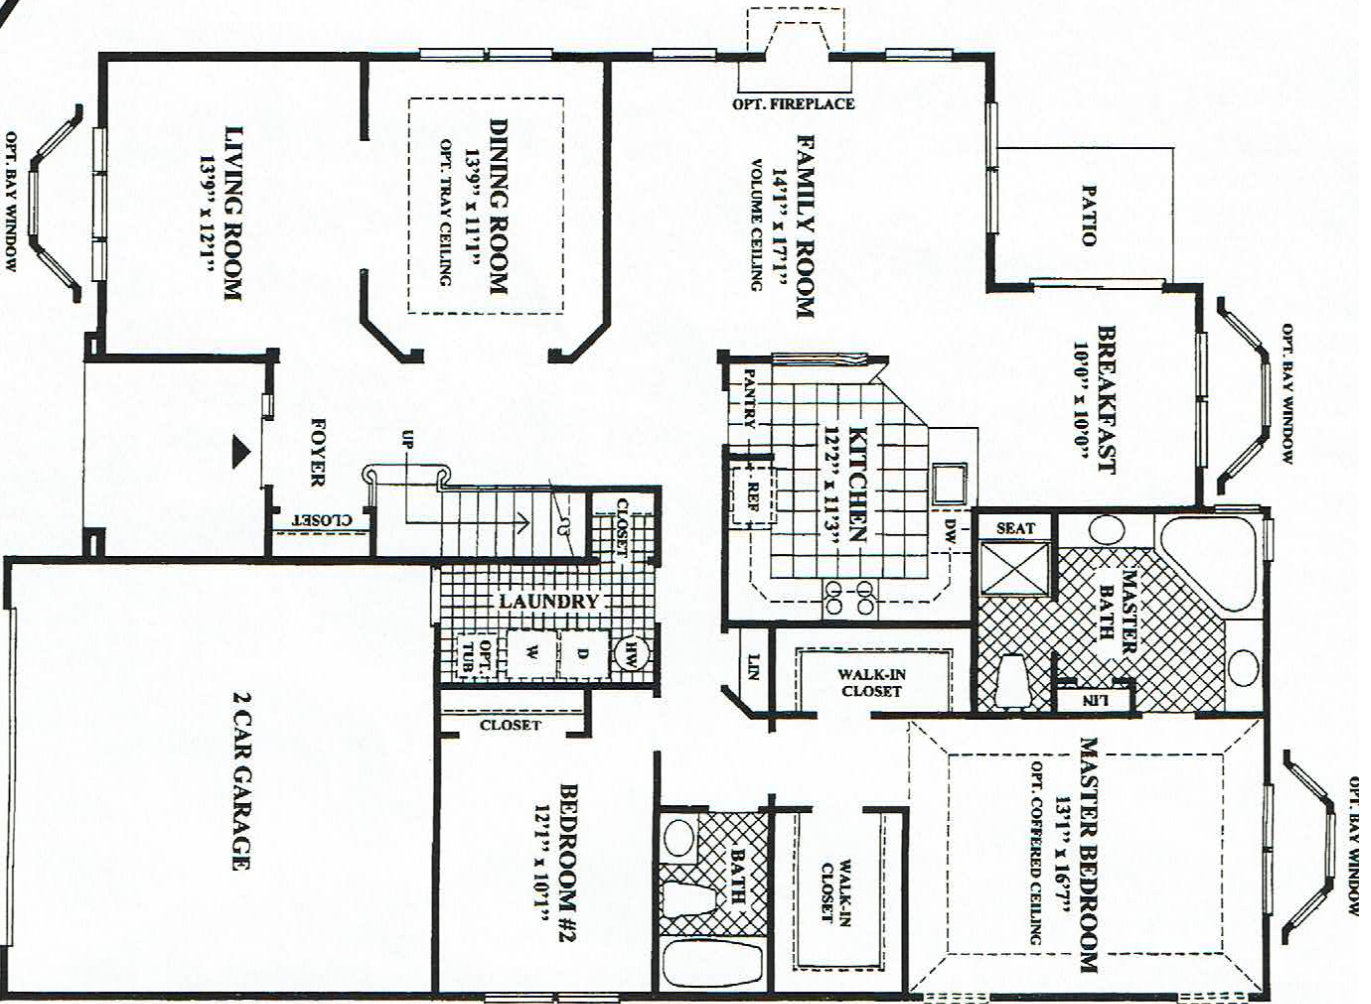 OPT. FIREPLACE
LIVING ROOM
13'9" x 12'1"
OPT. BAY WINDOW
DINING ROOM
13'9" x 11'1"
OPT. TRAY CEILING
FAMILY ROOM
14'1" x 17'1"
VOLUME CEILING
PATIO
BREAKFAST
10'0" x 10'0"
OPT. BAY WINDOW
FOYER
UP
CLOSET
CLOSET
PANTRY
REF
KITCHEN
12'2" x 11'3"
DW
SEAT
MASTER
BATH
LIN
LAUNDRY
OPT.
TUB
W
D
HW
LIN
WALK-IN
CLOSET
CLOSET
2 CAR GARAGE
BEDROOM #2
12'1" x 10'1"
BATH
WALK-IN
CLOSET
MASTER BEDROOM
13'1" x 16'7"
OPT. COFFERED CEILING
OPT. BAY WINDOW